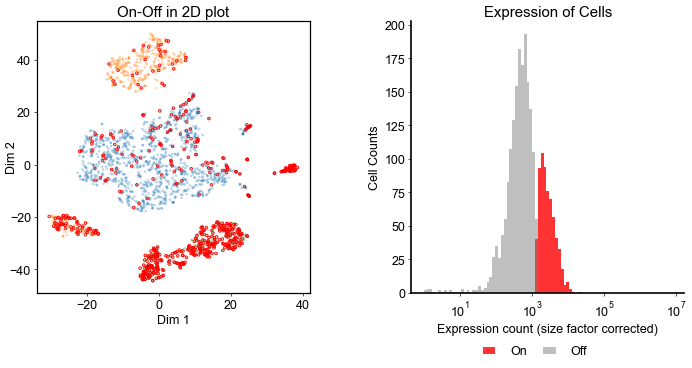 On-Off in 2D plot
Expression of Cells
Dim 2
40
20
0
−20
−40
−20 0 20 40
Dim 1
Cell Counts
200
175
150
125
100
75
50
25
0
10^1 10^3 10^5 10^7
Expression count (size factor corrected)
On Off